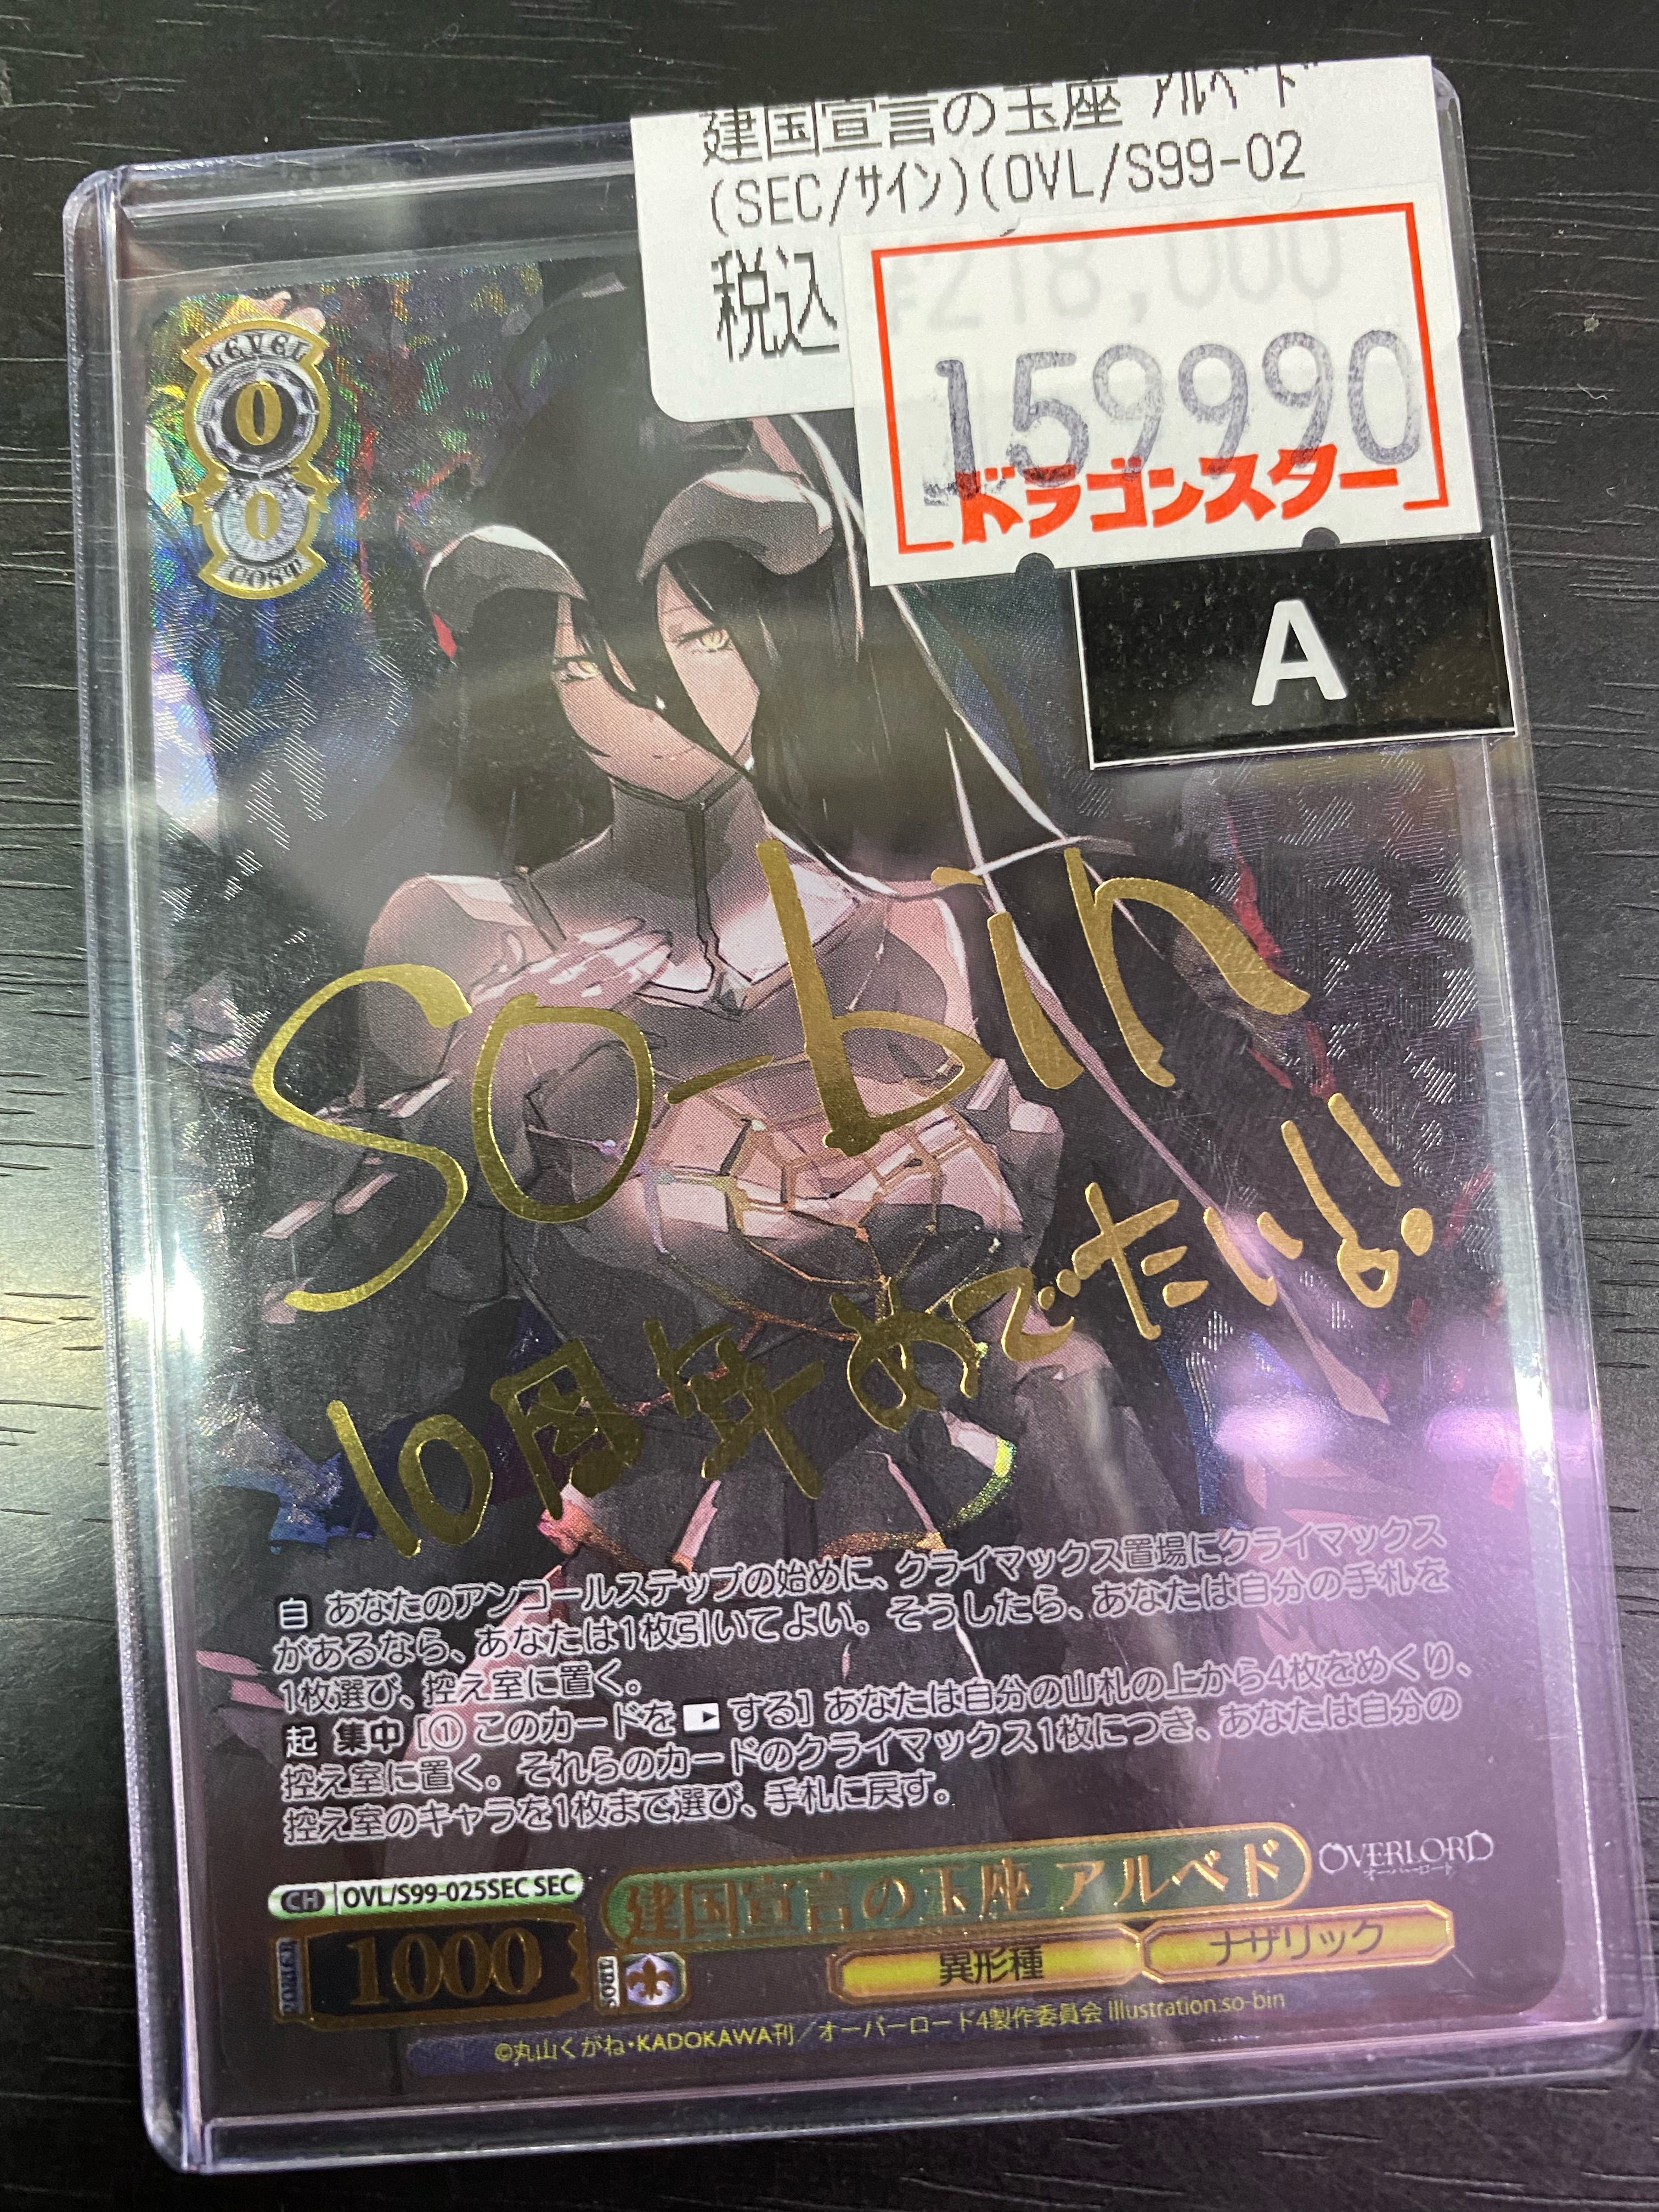 建国宣言の玉座 ｱﾙﾍﾞﾄﾞ
(SEC/ｻｲﾝ)(OVL/S99-02
税込
¥218,000
159990
ドラゴンスター
A
LEVEL
0
0
COST
so-bin
10周年めでたい!!
自 あなたのアンコールステップの始めに、クライマックス置場にクライマックス
があるなら、あなたは1枚引いてよい。そうしたら、あなたは自分の手札を
1枚選び、控え室に置く。
起 集中 [① このカードを する] あなたは自分の山札の上から4枚をめくり、
控え室に置く。それらのカードのクライマックス1枚につき、あなたは自分の
控え室のキャラを1枚まで選び、手札に戻す。
CH OVL/S99-025SEC SEC
建国宣言の玉座 アルベド
OVERLORD
オーバーロード
POWER 1000
SOUL
異形種
ナザリック
©丸山くがね・KADOKAWA刊／オーバーロード4製作委員会 illustration.so-bin